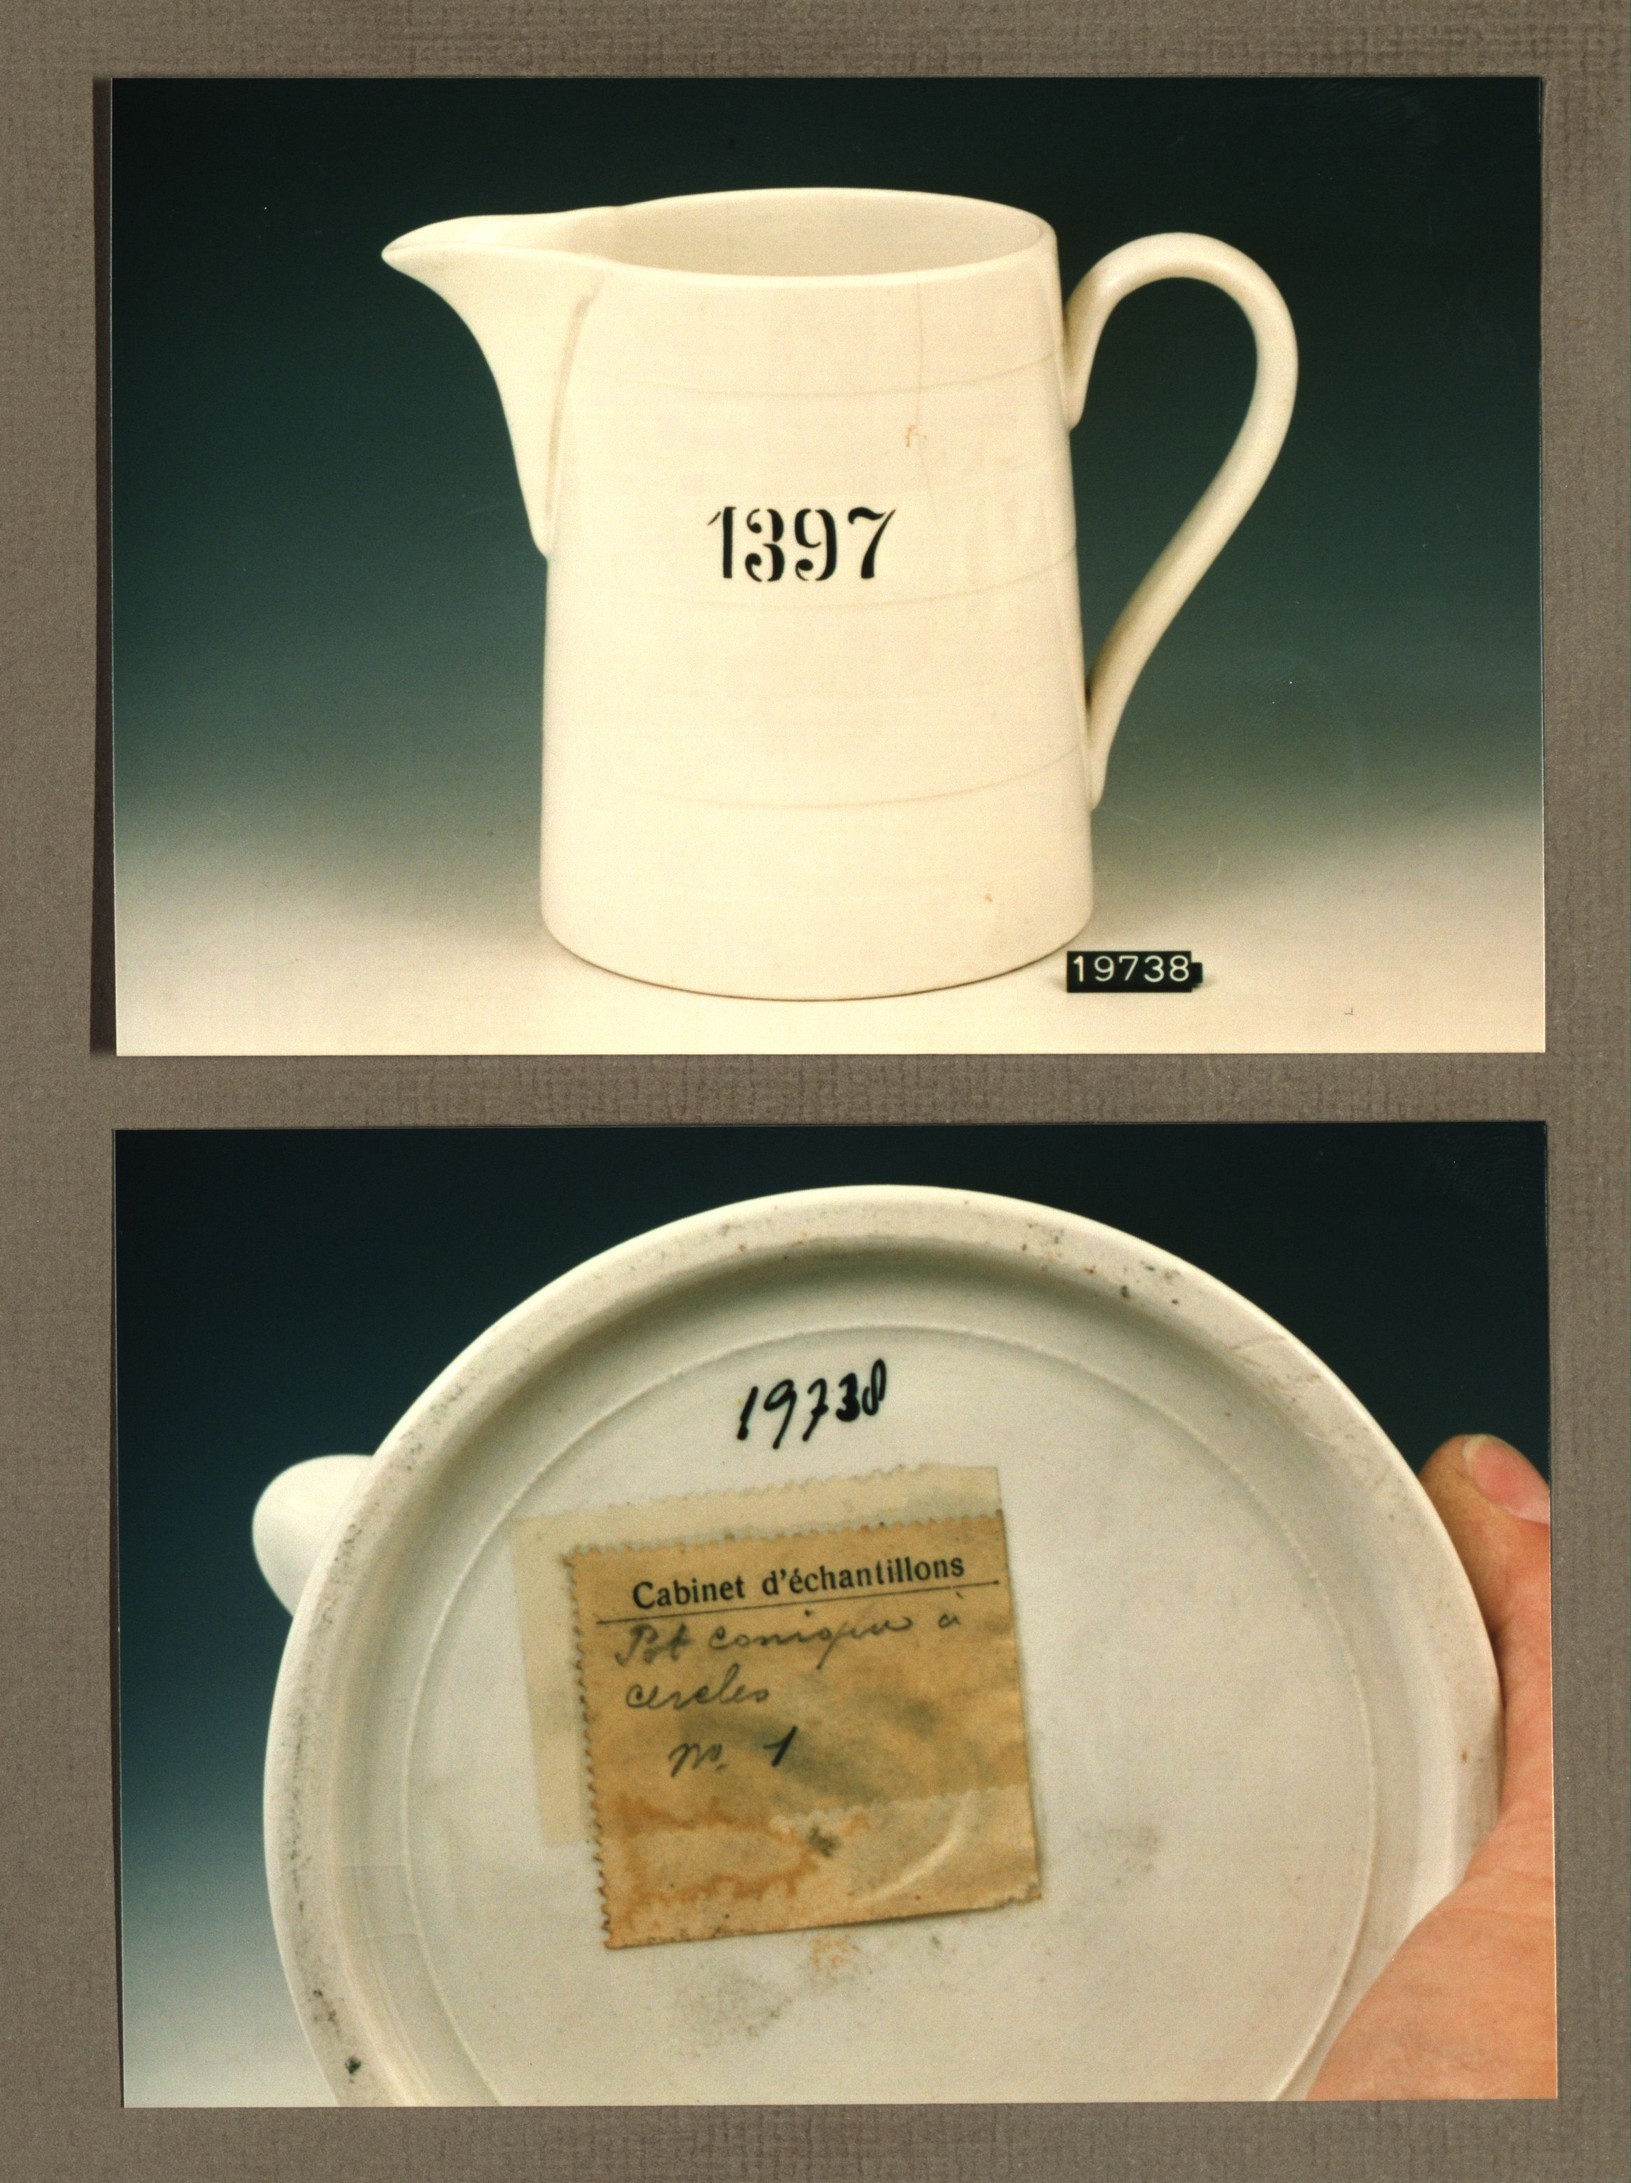 1397
19738
19738
Cabinet d'échantillons
Pot conique à
cercles
No. 1